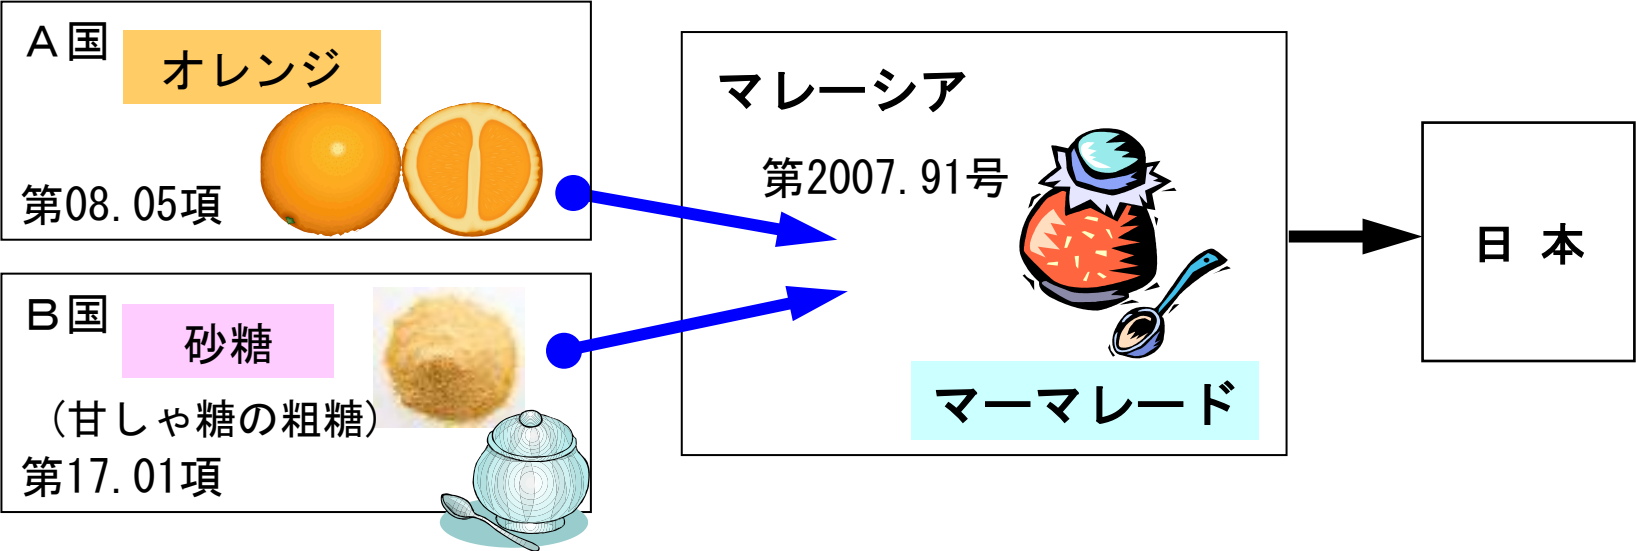 A国
オレンジ
第08.05項
B国
砂糖
(甘しゃ糖の粗糖)
第17.01項
マレーシア
第2007.91号
マーマレード
日 本